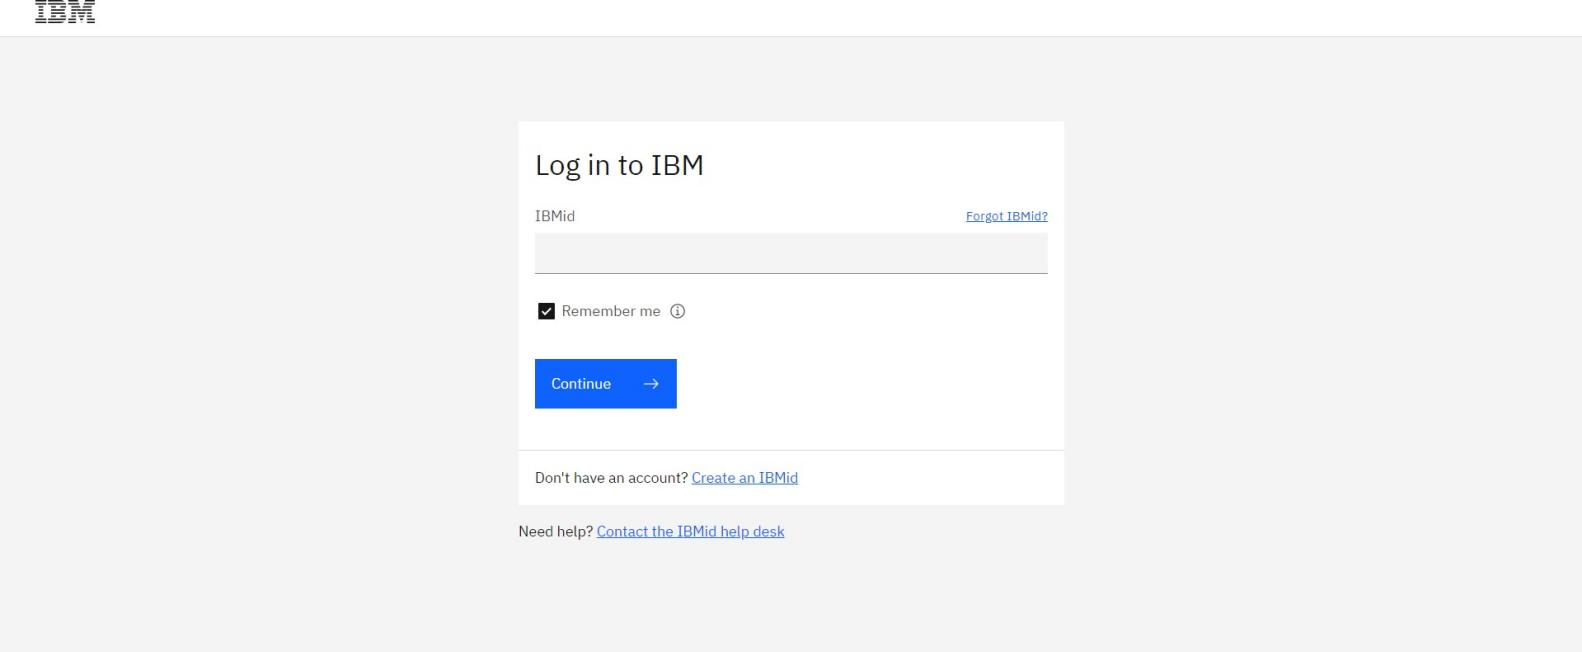 IBM
Log in to IBM
IBMid Forgot IBMid?
Remember me
Continue
Don't have an account? Create an IBMid
Need help? Contact the IBMid help desk